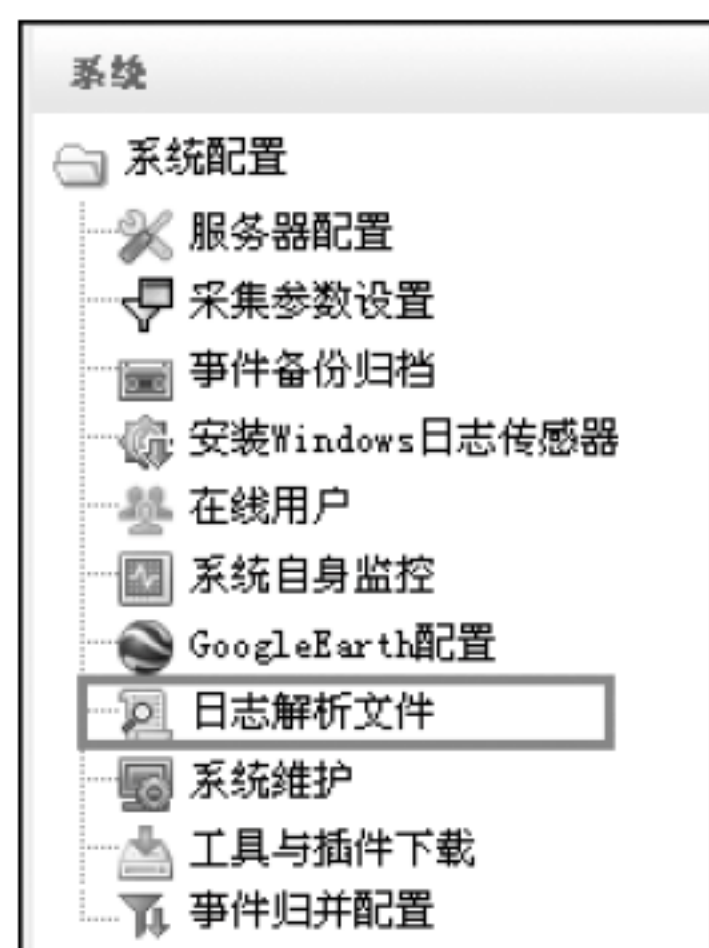 系统
系统配置
服务器配置
采集参数设置
事件备份归档
安装Windows日志传感器
在线用户
系统自身监控
GoogleEarth配置
日志解析文件
系统维护
工具与插件下载
事件归并配置